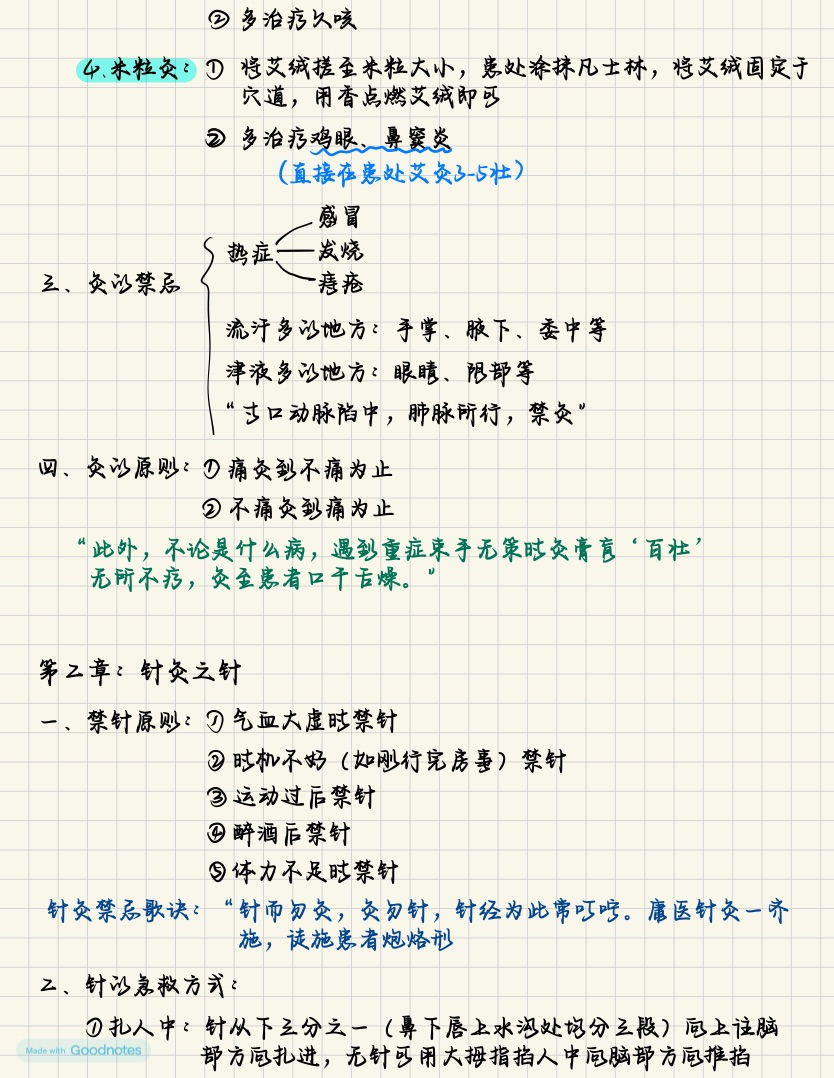 ② 多治疗久咳
4.米粒灸：① 将艾绒搓至米粒大小，患处涂抹凡士林，将艾绒固定于
穴道，用香点燃艾绒即可
② 多治疗鸡眼、鼻窦炎
（直接在患处艾灸3-5壮）
感冒
热症 发烧
三、灸的禁忌 痔疮
流汗多的地方：手掌、腋下、委中等
津液多的地方：眼睛、阴部等
“寸口动脉陷中，肺脉所行，禁灸”
四、灸的原则：① 痛灸到不痛为止
② 不痛灸到痛为止
“此外，不论是什么病，遇到重症束手无策时灸膏肓‘百壮’
无所不疗，灸至患者口干舌燥。”
第二章：针灸之针
一、禁针原则：① 气血大虚时禁针
② 时机不好（如刚行完房事）禁针
③ 运动过后禁针
④ 醉酒后禁针
⑤ 体力不足时禁针
针灸禁忌歌诀：“针而勿灸，灸勿针，针经为此常叮咛。庸医针灸一齐
施，徒施患者炮烙形
二、针的急救方式：
① 扎人中：针从下三分之一（鼻下唇上水沟处均分三段）向上往脑
部方向扎进，无针可用大拇指掐人中向脑部方向推掐
Made with Goodnotes